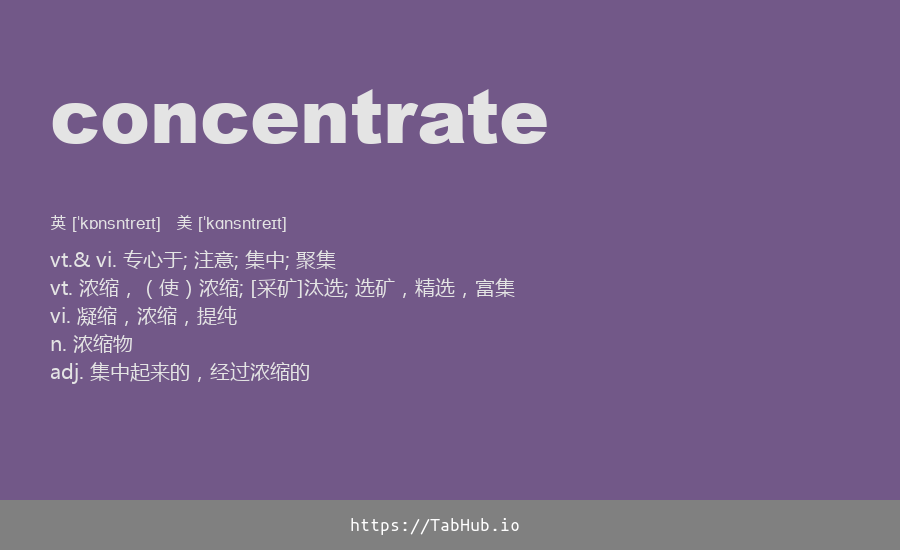 concentrate
英 [ˈkɒnsntreɪt] 美 [ˈkɑnsntreɪt]
vt.& vi. 专心于; 注意; 集中; 聚集
vt. 浓缩，（使）浓缩; [采矿]汰选; 选矿，精选，富集
vi. 凝缩，浓缩，提纯
n. 浓缩物
adj. 集中起来的，经过浓缩的
https://TabHub.io